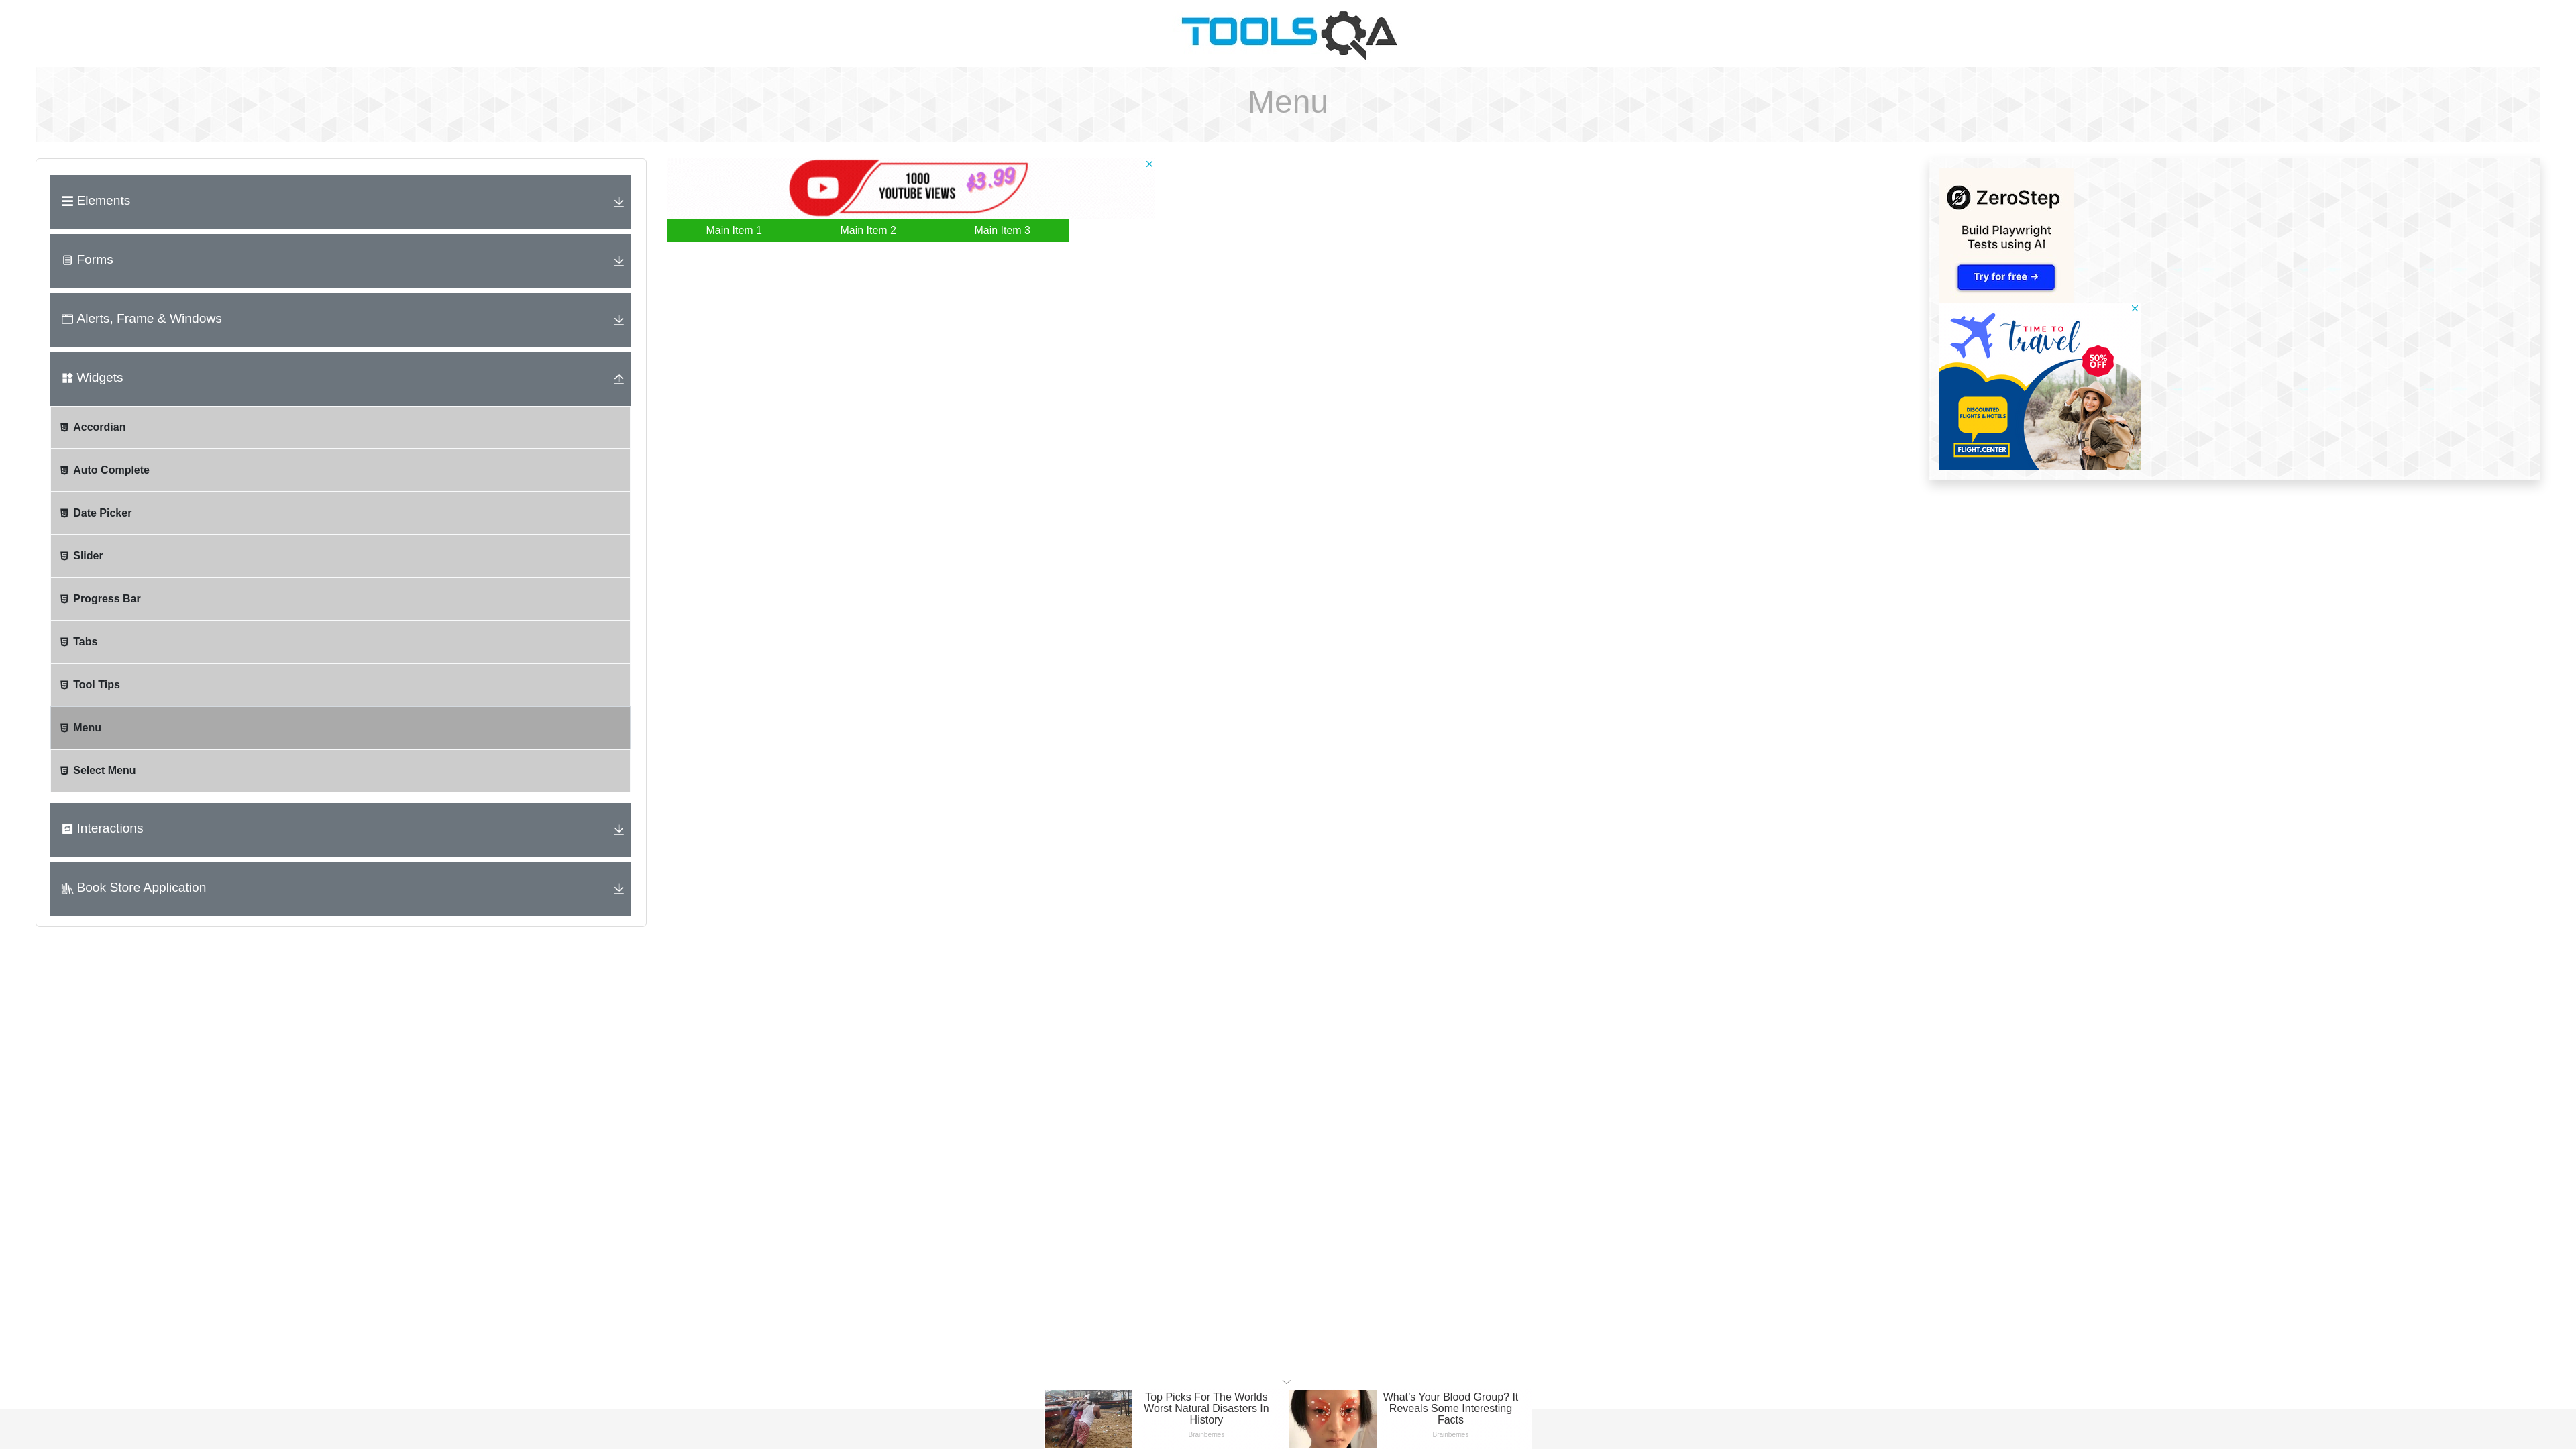 TOOLSQA
Menu
Elements
Forms
Alerts, Frame & Windows
Widgets
Accordian
Auto Complete
Date Picker
Slider
Progress Bar
Tabs
Tool Tips
Menu
Select Menu
Interactions
Book Store Application
1000
YOUTUBE VIEWS
$3.99
Main Item 1
Main Item 2
Main Item 3
ZeroStep
Build Playwright
Tests using AI
Try for free →
TIME TO
travel
50%
OFF
DISCOUNTED
FLIGHTS & HOTELS
FLIGHT.CENTER
Top Picks For The Worlds
Worst Natural Disasters In
History
Brainberries
What's Your Blood Group? It
Reveals Some Interesting
Facts
Brainberries